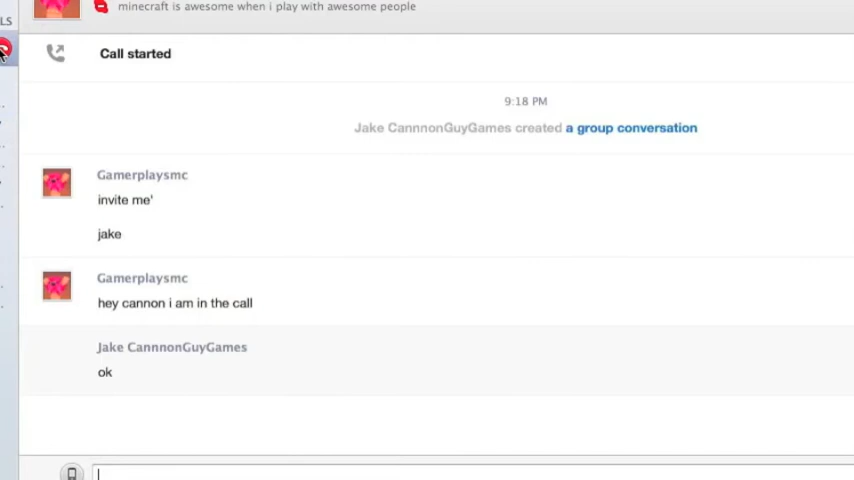 minecraft is awesome when i play with awesome people
LS
Call started
9:18 PM
Jake CannnonGuyGames created a group conversation
Gamerplaysmc
invite me'
jake
Gamerplaysmc
hey cannon i am in the call
Jake CannnonGuyGames
ok